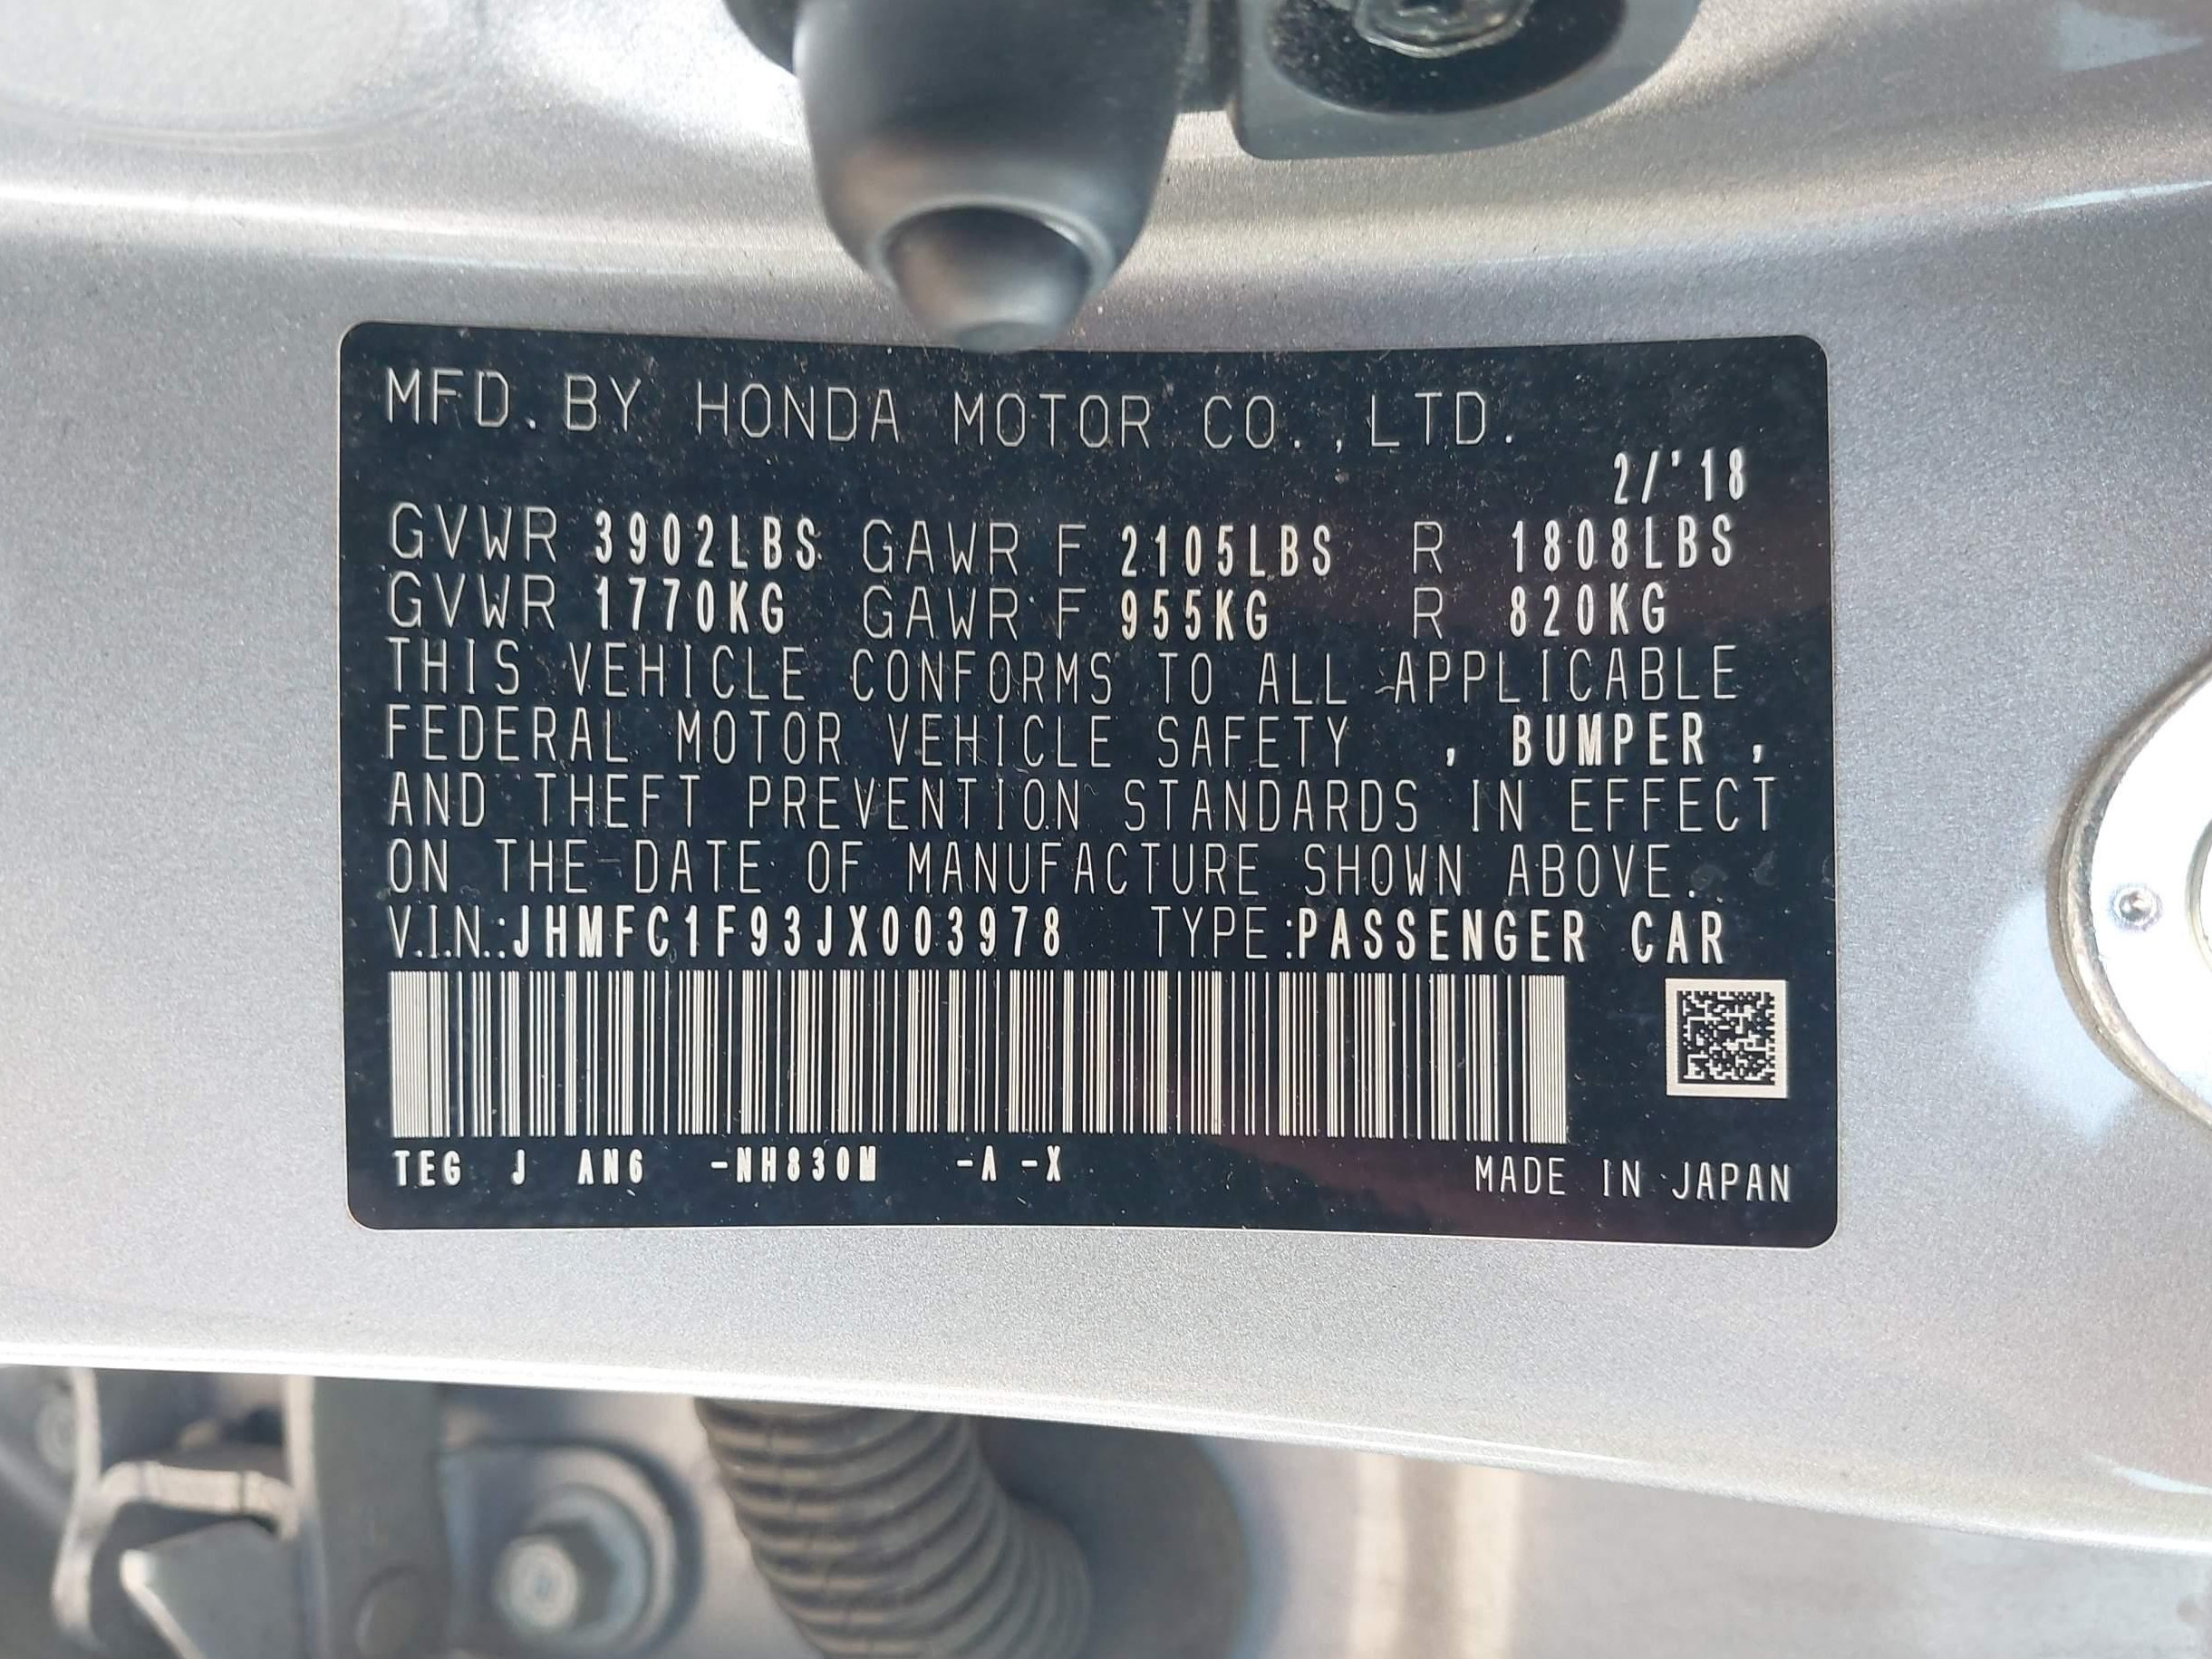 MFD. BY HONDA MOTOR CO., LTD.
2/'18
GVWR 3902LBS GAWR F 2105LBS R 1808LBS
GVWR 1770KG GAWR F 955KG R 820KG
THIS VEHICLE CONFORMS TO ALL APPLICABLE
FEDERAL MOTOR VEHICLE SAFETY , BUMPER ,
AND THEFT PREVENTION STANDARDS IN EFFECT
ON THE DATE OF MANUFACTURE SHOWN ABOVE.
V.I.N.:JHMFC1F93JX003978 TYPE:PASSENGER CAR
TEG J AN6 -NH830M -A -X
MADE IN JAPAN